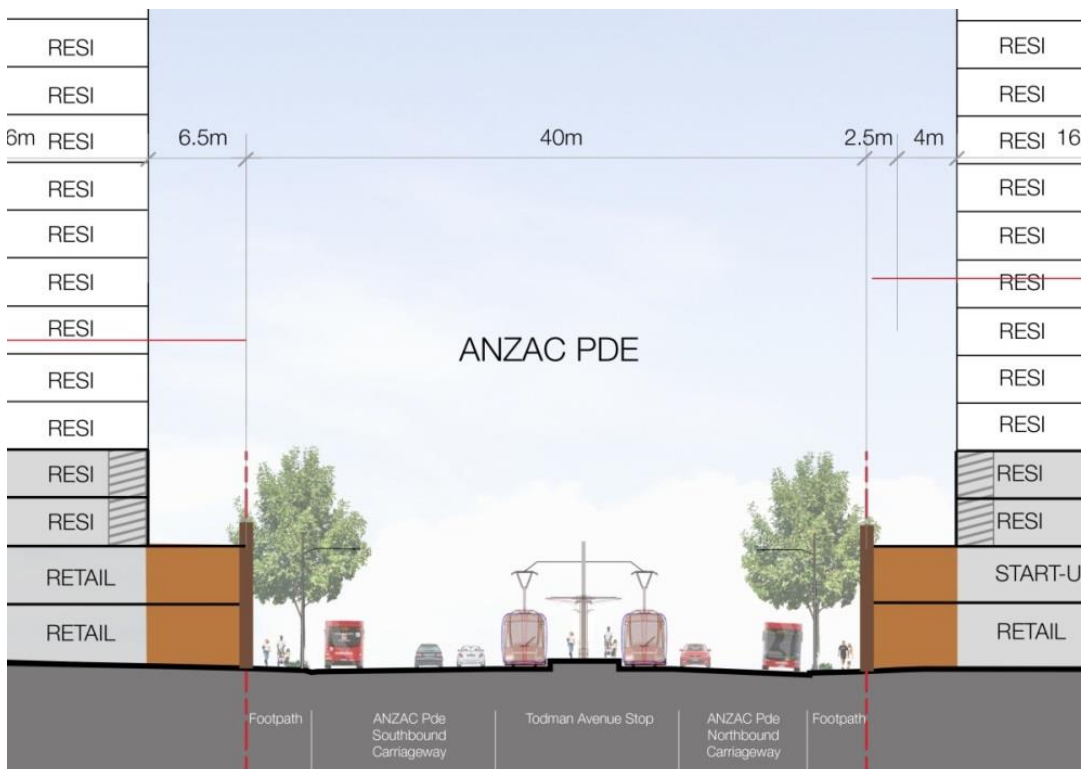 RESI
RESI
RESI
RESI
6m RESI
6.5m
40m
2.5m
4m
RESI 16
RESI
RESI
RESI
RESI
RESI
RESI
RESI
RESI
ANZAC PDE
RESI
RESI
RESI
RESI
RESI
RESI
RESI
RESI
RETAIL
START-U
RETAIL
RETAIL
Footpath
ANZAC Pde
Southbound
Carriageway
Todman Avenue Stop
ANZAC Pde
Northbound
Carriageway
Footpath